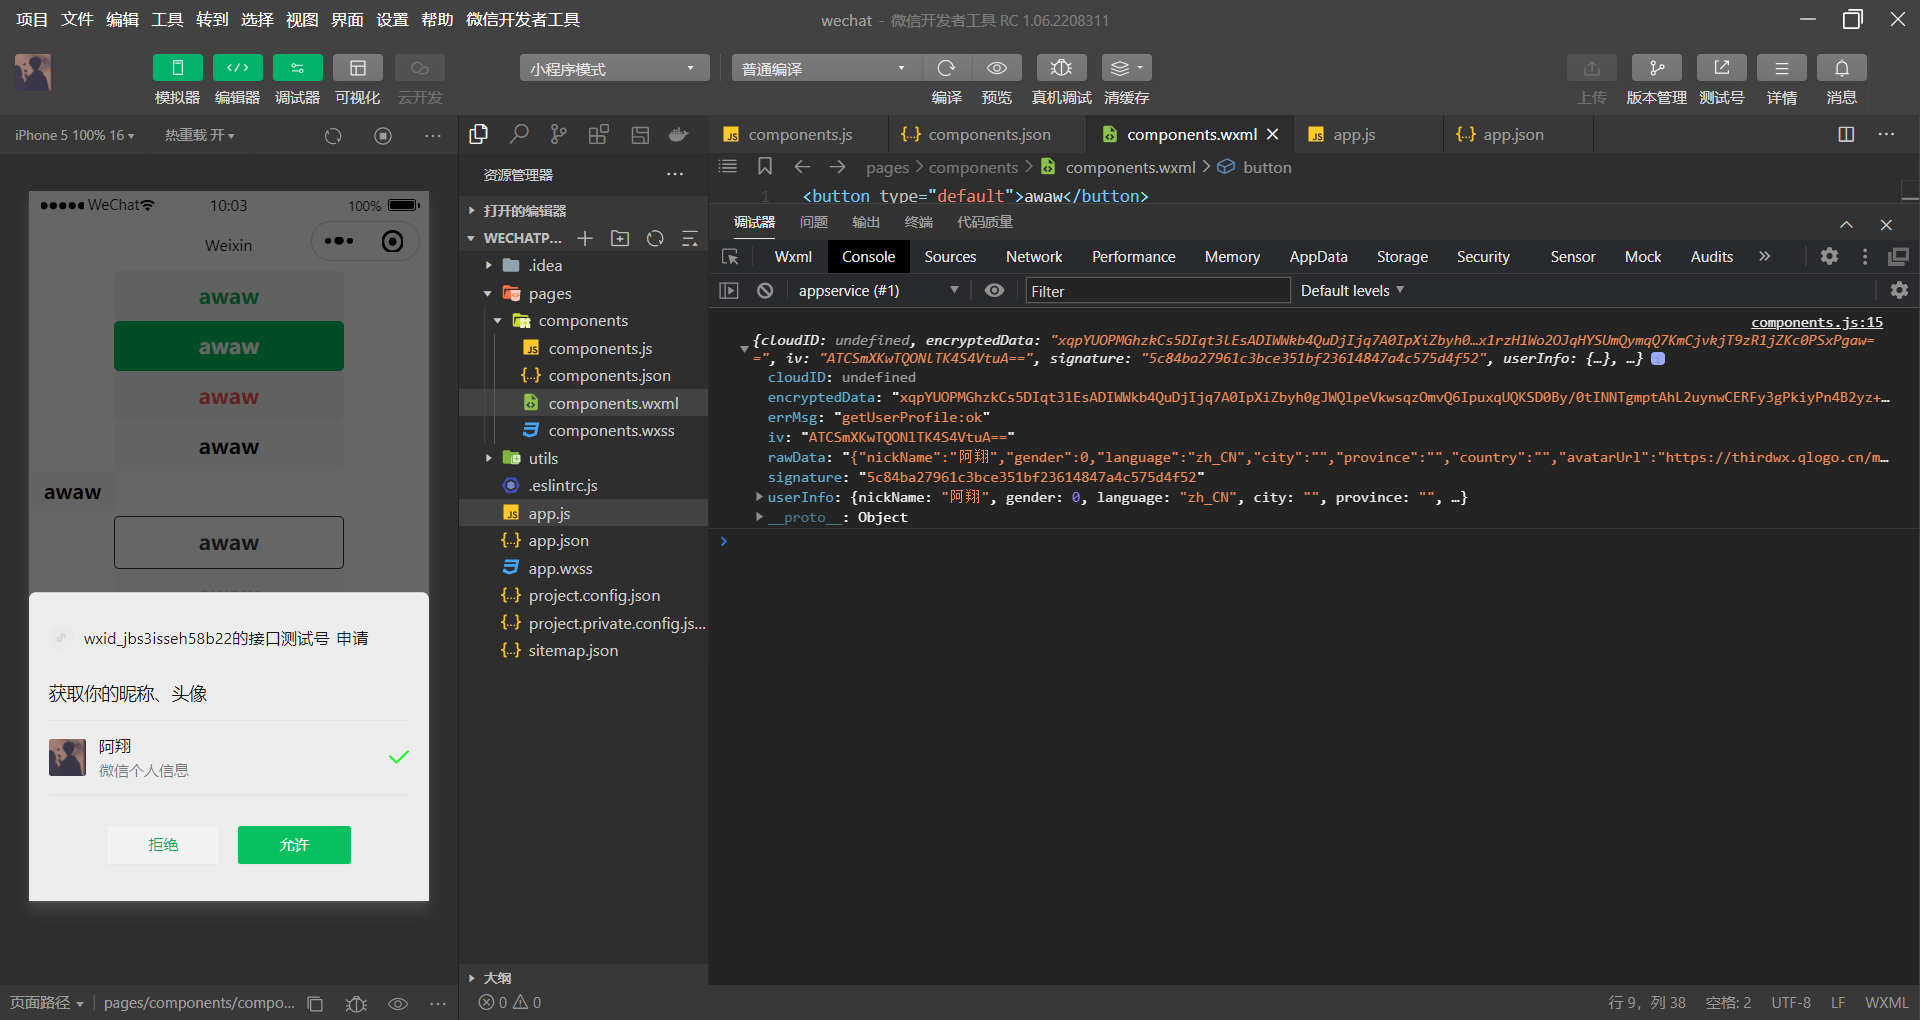 项目 文件 编辑 工具 转到 选择 视图 界面 设置 帮助 微信开发者工具
wechat - 微信开发者工具 RC 1.06.2208311
模拟器 编辑器 调试器 可视化 云开发
小程序模式
普通编译
编译 预览 真机调试 清缓存
上传 版本管理 测试号 详情 消息
iPhone 5 100% 16
热重载 开
WeChat
10:03
100%
Weixin
awaw
awaw
awaw
awaw
awaw
awaw
wxid_jbs3isseh58b22的接口测试号 申请
获取你的昵称、头像
阿翔
微信个人信息
拒绝
允许
页面路径
pages/components/compo...
资源管理器
打开的编辑器
WECHATP...
.idea
pages
components
components.js
components.json
components.wxml
components.wxss
utils
.eslintrc.js
app.js
app.json
app.wxss
project.config.json
project.private.config.js...
sitemap.json
大纲
0 0
components.js components.json components.wxml app.js app.json
pages > components > components.wxml > button
1 <button type="default">awaw</button>
调试器 问题 输出 终端 代码质量
Wxml Console Sources Network Performance Memory AppData Storage Security Sensor Mock Audits
appservice (#1)
Filter
Default levels
components.js:15
{cloudID: undefined, encryptedData: "xqpYUOPMGhzkCs5DIqt3lEsADIWWkb4QuDjIjq7A0IpXiZbyh0…x1rzH1Wo2OJqHYSUmQymqQ7KmCjvkjT9zR1jZKc0PSxPgaw=
=", iv: "ATCSmXKwTQONlTK4S4VtuA==", signature: "5c84ba27961c3bce351bf23614847a4c575d4f52", userInfo: {…}, …}
cloudID: undefined
encryptedData: "xqpYUOPMGhzkCs5DIqt3lEsADIWWkb4QuDjIjq7A0IpXiZbyh0gJWQlpeVkwsqzOmvQ6IpuxqUQKSD0By/0tINNTgmptAhL2uynwCERFy3gPkiyPn4B2yz+…
errMsg: "getUserProfile:ok"
iv: "ATCSmXKwTQONlTK4S4VtuA=="
rawData: "{"nickName":"阿翔","gender":0,"language":"zh_CN","city":"","province":"","country":"","avatarUrl":"https://thirdwx.qlogo.cn/m…
signature: "5c84ba27961c3bce351bf23614847a4c575d4f52"
userInfo: {nickName: "阿翔", gender: 0, language: "zh_CN", city: "", province: "", …}
__proto__: Object
行 9，列 38 空格: 2 UTF-8 LF WXML